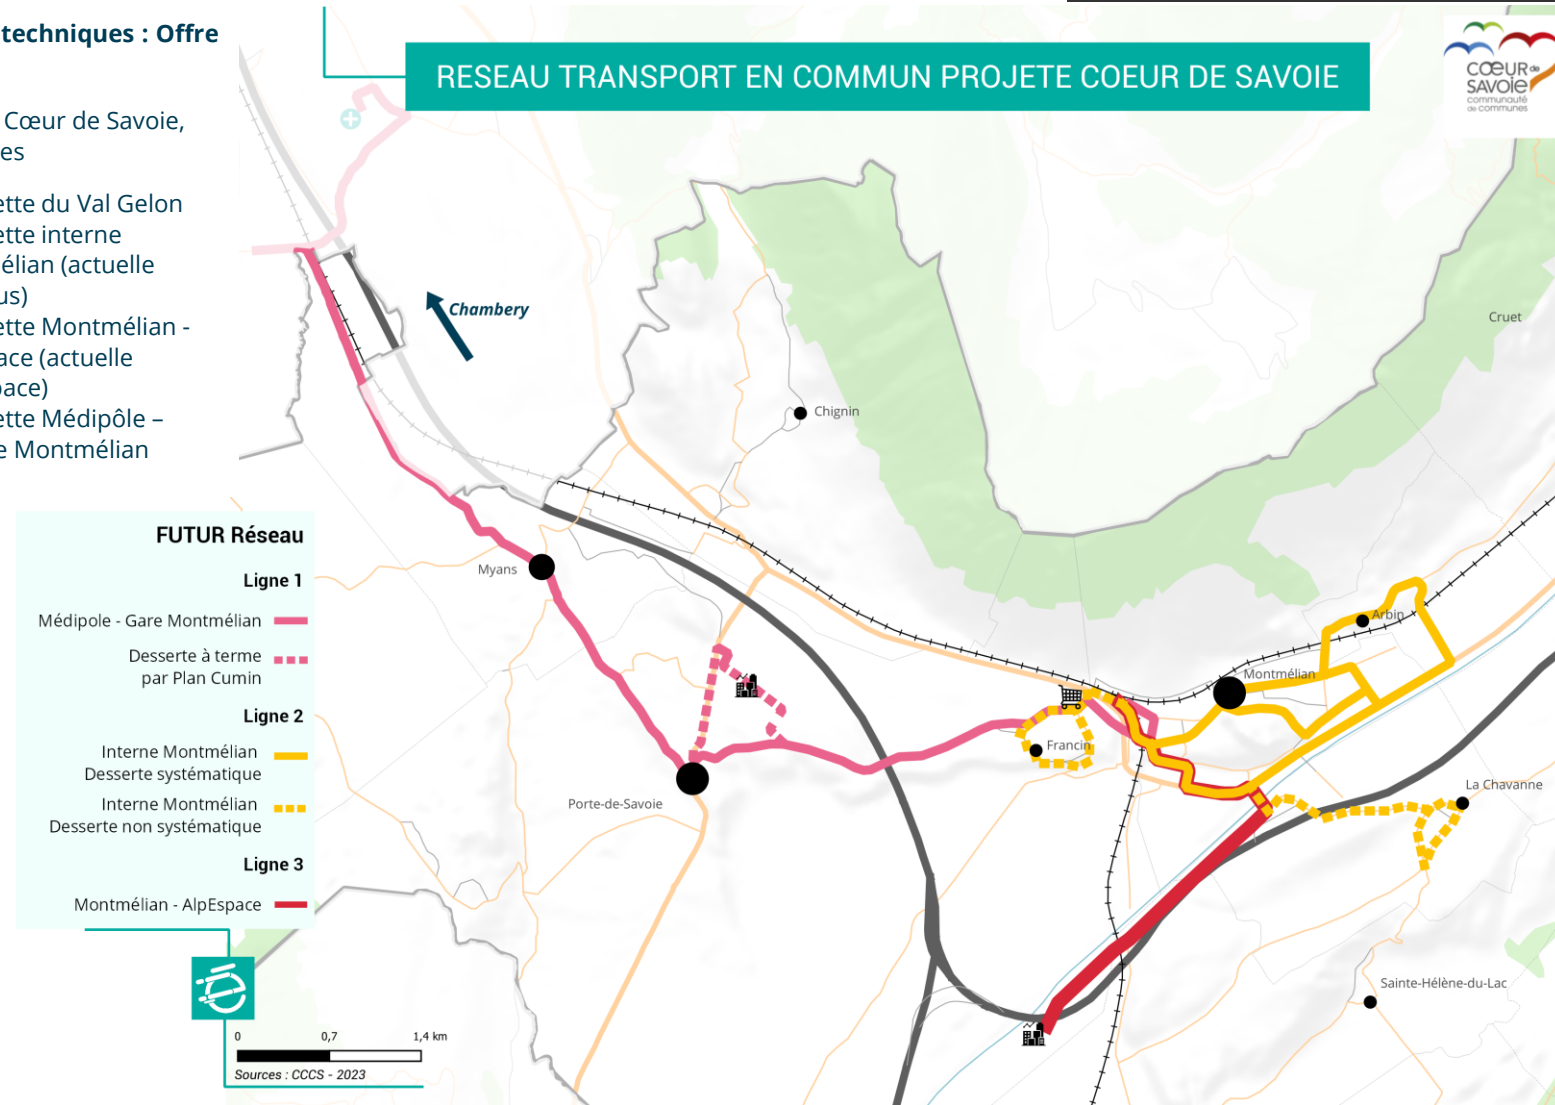 techniques : Offre
Cœur de Savoie,
es
ette du Val Gelon
ette interne
élian (actuelle
us)
ette Montmélian -
ace (actuelle
pace)
ette Médipôle –
e Montmélian
RESEAU TRANSPORT EN COMMUN PROJETE COEUR DE SAVOIE
CŒUR de
SAVOIE
communauté
de communes
Chambery
Cruet
Chignin
Myans
Arbin
Montmélian
Francin
Porte-de-Savoie
La Chavanne
Sainte-Hélène-du-Lac
FUTUR Réseau
Ligne 1
Médipole - Gare Montmélian
Desserte à terme
par Plan Cumin
Ligne 2
Interne Montmélian
Desserte systématique
Interne Montmélian
Desserte non systématique
Ligne 3
Montmélian - AlpEspace
0 0,7 1,4 km
Sources : CCCS - 2023